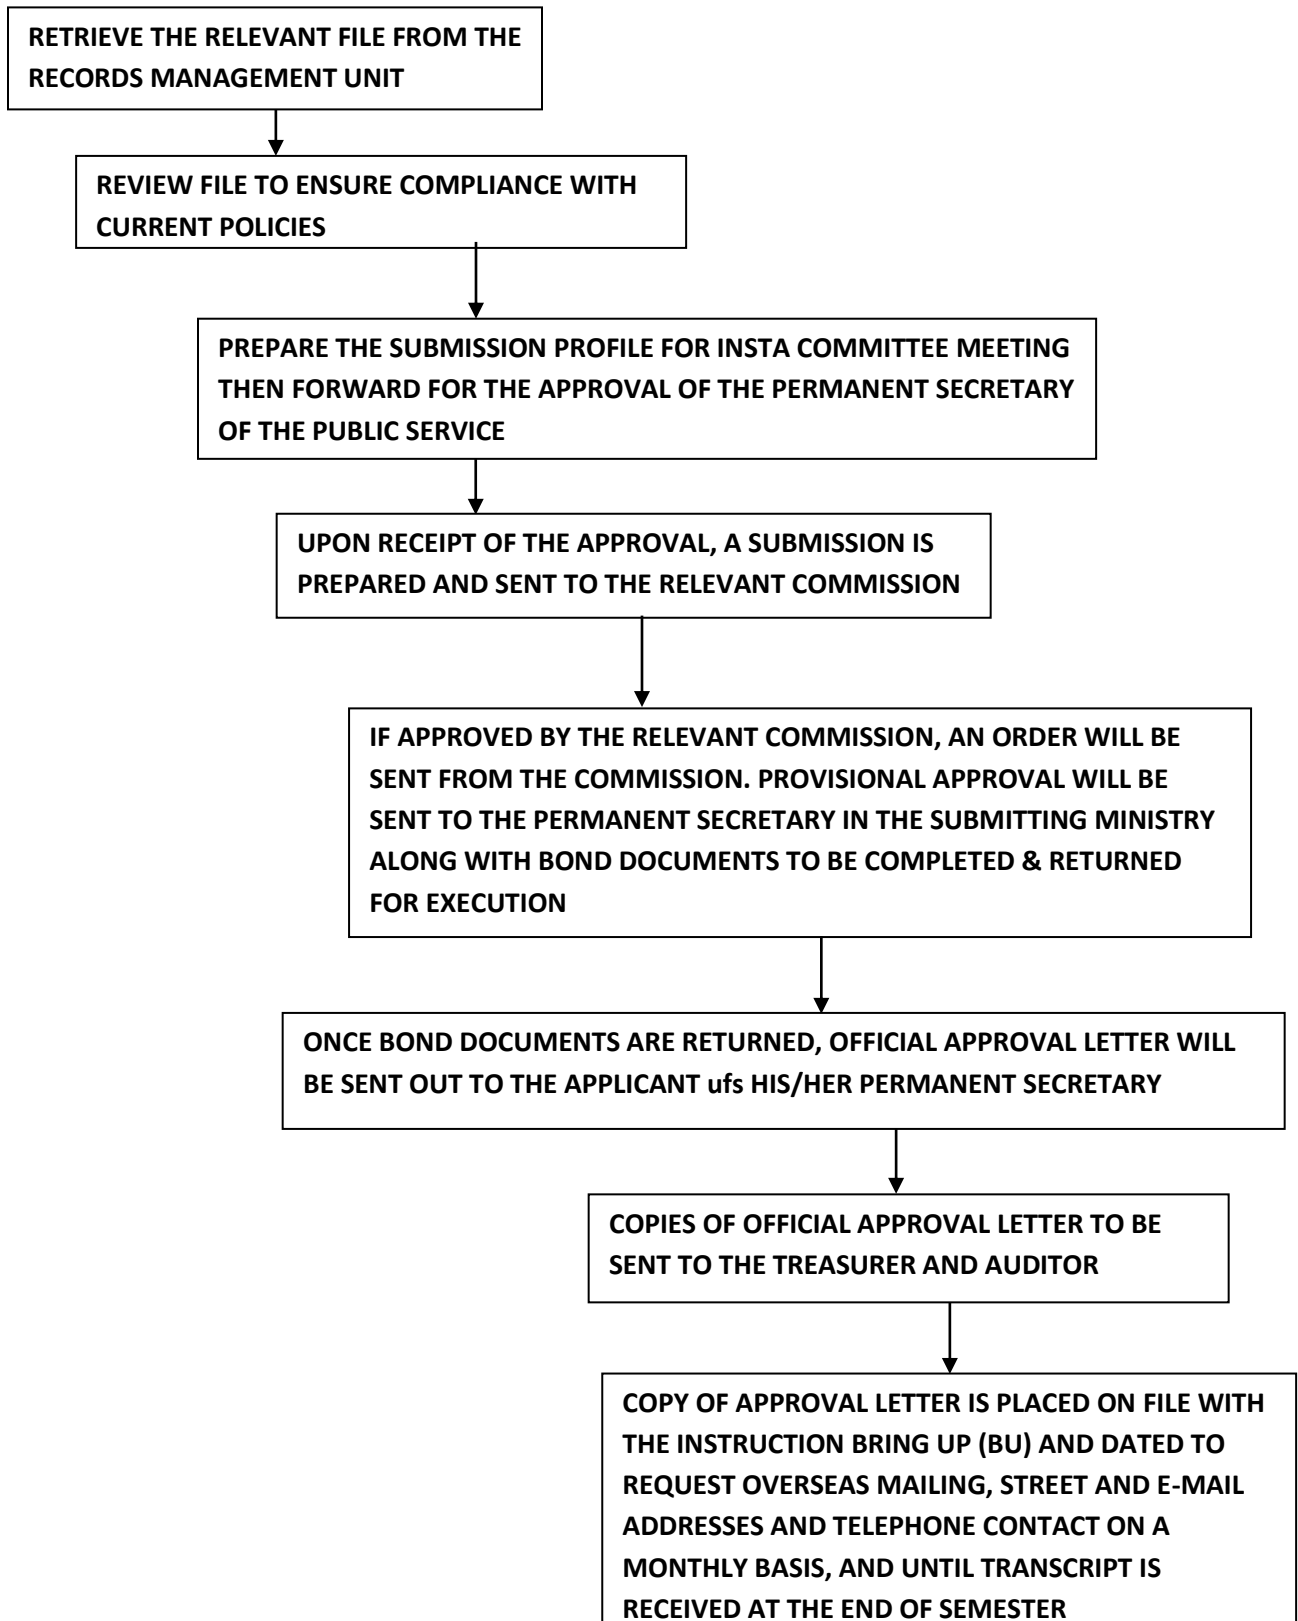 RETRIEVE THE RELEVANT FILE FROM THE
RECORDS MANAGEMENT UNIT
REVIEW FILE TO ENSURE COMPLIANCE WITH
CURRENT POLICIES
PREPARE THE SUBMISSION PROFILE FOR INSTA COMMITTEE MEETING
THEN FORWARD FOR THE APPROVAL OF THE PERMANENT SECRETARY
OF THE PUBLIC SERVICE
UPON RECEIPT OF THE APPROVAL, A SUBMISSION IS
PREPARED AND SENT TO THE RELEVANT COMMISSION
IF APPROVED BY THE RELEVANT COMMISSION, AN ORDER WILL BE
SENT FROM THE COMMISSION. PROVISIONAL APPROVAL WILL BE
SENT TO THE PERMANENT SECRETARY IN THE SUBMITTING MINISTRY
ALONG WITH BOND DOCUMENTS TO BE COMPLETED & RETURNED
FOR EXECUTION
ONCE BOND DOCUMENTS ARE RETURNED, OFFICIAL APPROVAL LETTER WILL
BE SENT OUT TO THE APPLICANT ufs HIS/HER PERMANENT SECRETARY
COPIES OF OFFICIAL APPROVAL LETTER TO BE
SENT TO THE TREASURER AND AUDITOR
COPY OF APPROVAL LETTER IS PLACED ON FILE WITH
THE INSTRUCTION BRING UP (BU) AND DATED TO
REQUEST OVERSEAS MAILING, STREET AND E-MAIL
ADDRESSES AND TELEPHONE CONTACT ON A
MONTHLY BASIS, AND UNTIL TRANSCRIPT IS
RECEIVED AT THE END OF SEMESTER